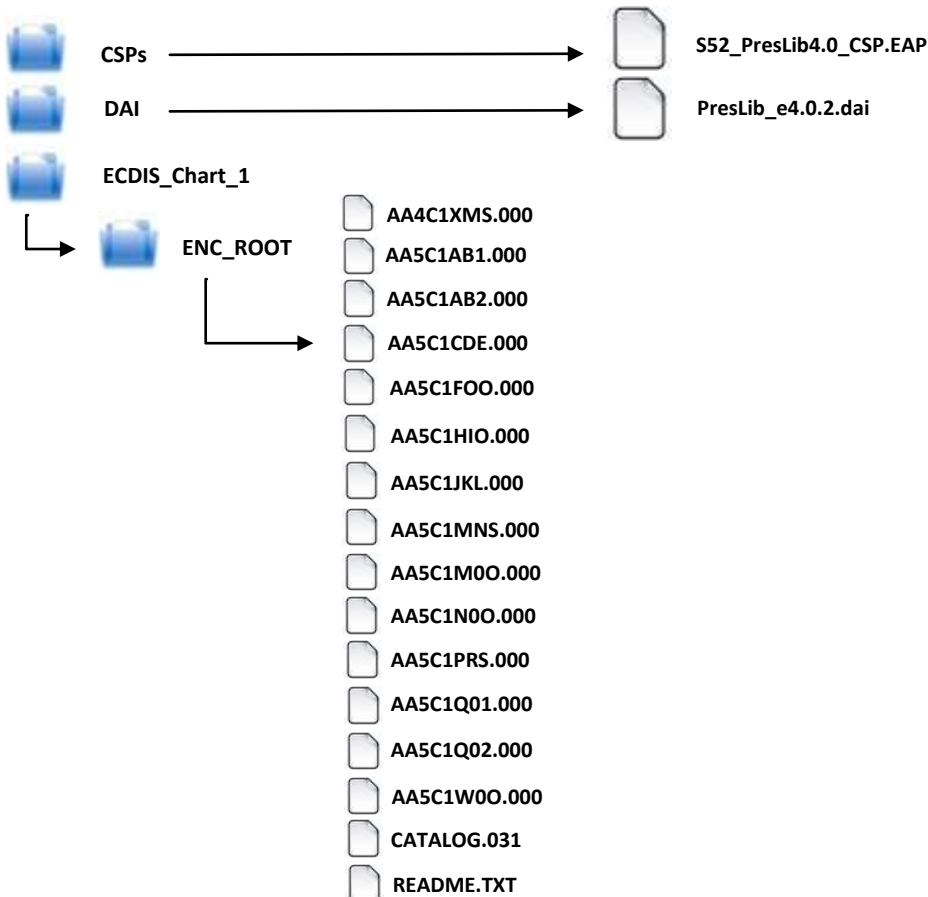 CSPs
S52_PresLib4.0_CSP.EAP
DAI
PresLib_e4.0.2.dai
ECDIS_Chart_1
ENC_ROOT
AA4C1XMS.000
AA5C1AB1.000
AA5C1AB2.000
AA5C1CDE.000
AA5C1FOO.000
AA5C1HIO.000
AA5C1JKL.000
AA5C1MNS.000
AA5C1M0O.000
AA5C1N0O.000
AA5C1PRS.000
AA5C1Q01.000
AA5C1Q02.000
AA5C1W0O.000
CATALOG.031
README.TXT